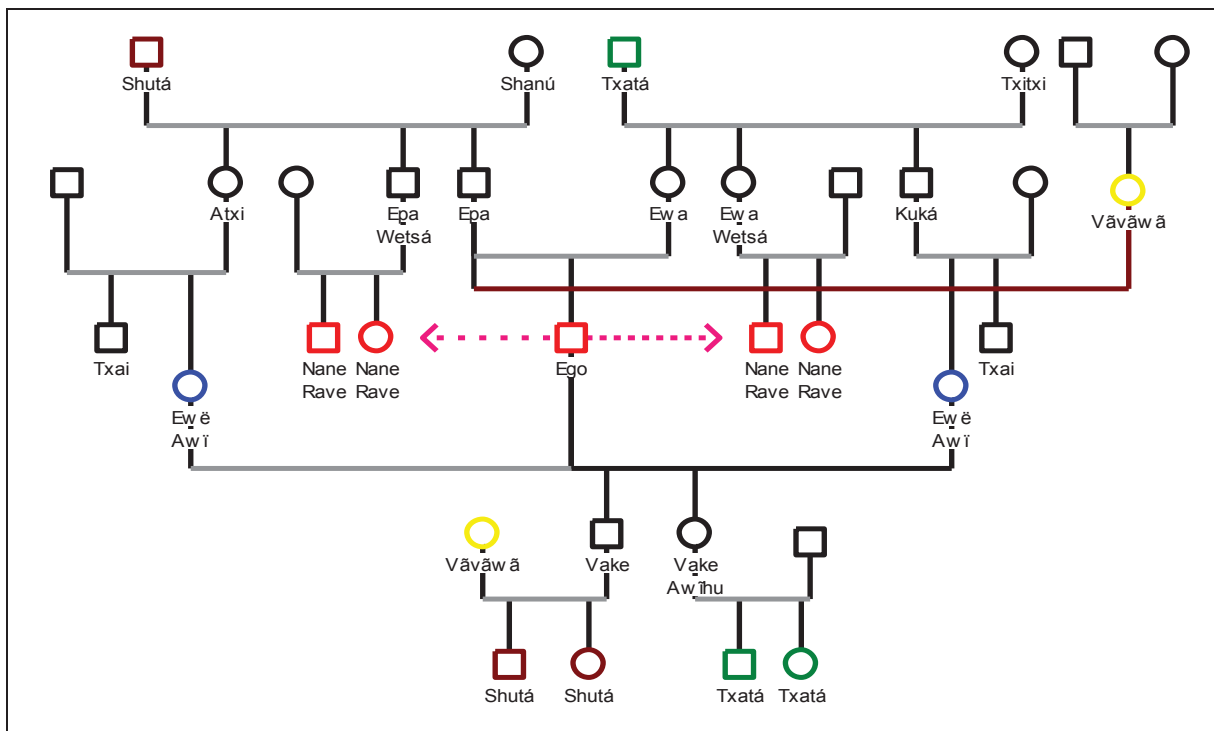 Shutá
Shanú
Txatá
Txitxi
Atxi
Epa
Wetsá
Epa
Ewa
Ewa
Wetsá
Kuká
Vãvãwã
Txai
Nane
Rave
Nane
Rave
Ego
Nane
Rave
Nane
Rave
Txai
Ewë
Awï
Ewë
Awï
Vãvãwã
Vake
Vake
Awĩhu
Shutá
Shutá
Txatá
Txatá